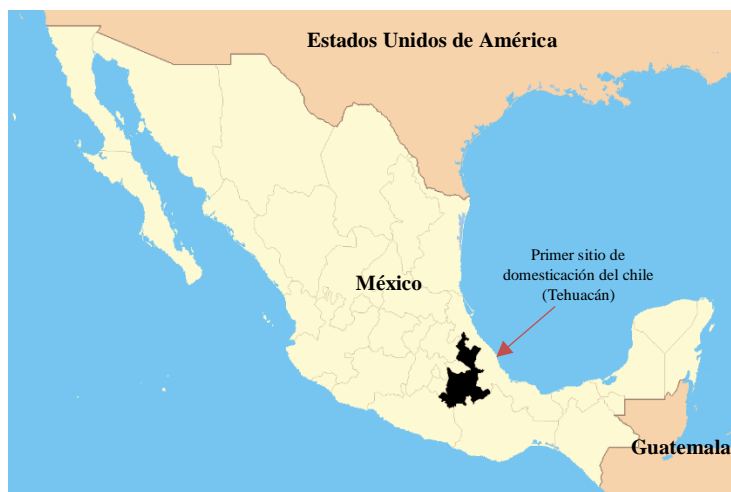 Estados Unidos de América
Primer sitio de
domesticación del chile
(Tehuacán)
México
Guatemala